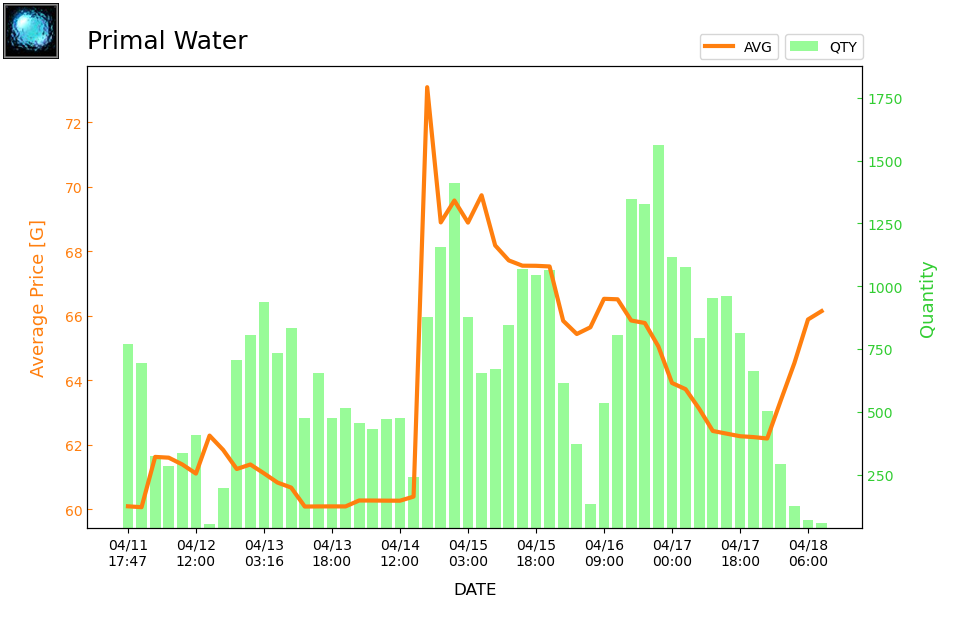 Primal Water
AVG
QTY
Average Price [G]
72
70
68
66
64
62
60
1750
1500
1250
1000
750
500
250
Quantity
04/11 04/12 04/13 04/13 04/14 04/15 04/15 04/16 04/17 04/17 04/18
17:47 12:00 03:16 18:00 12:00 03:00 18:00 09:00 00:00 18:00 06:00
DATE